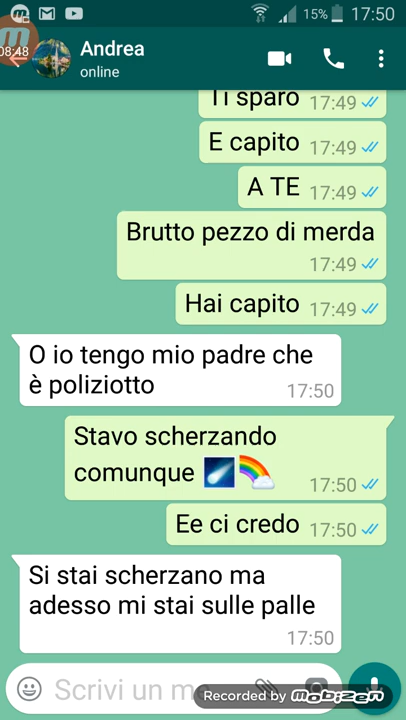 15% 17:50
08:48
Andrea
online
Ti sparo 17:49
E capito 17:49
A TE 17:49
Brutto pezzo di merda
17:49
Hai capito 17:49
O io tengo mio padre che
è poliziotto
17:50
Stavo scherzando
comunque ☄️🌈
17:50
Ee ci credo 17:50
Si stai scherzano ma
adesso mi stai sulle palle
17:50
Scrivi un me
Recorded by mobizen